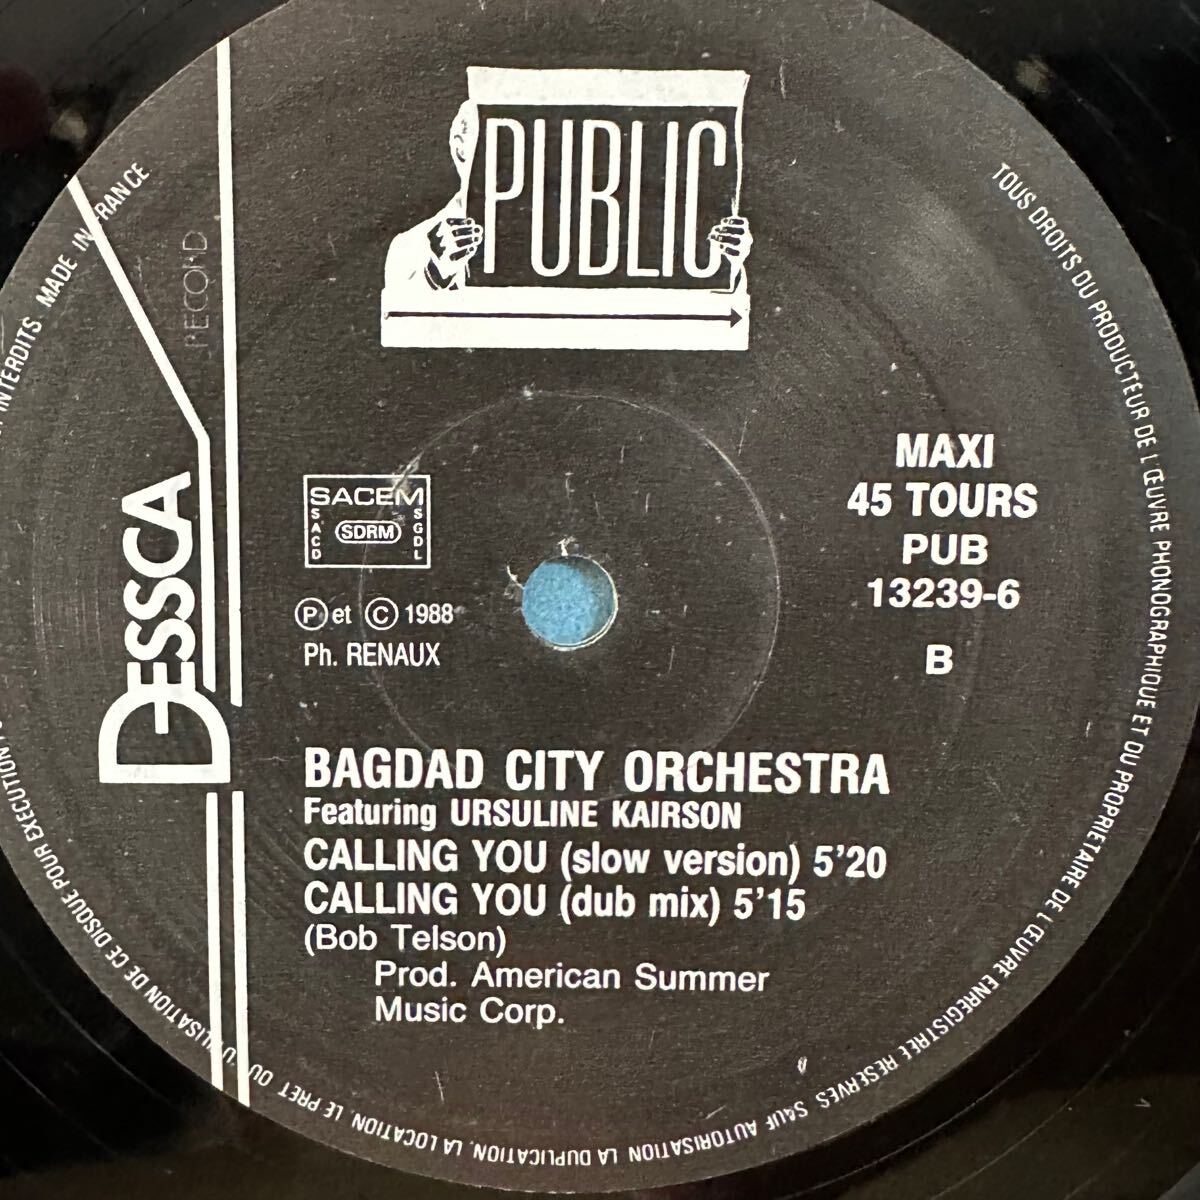 PUBLIC
DESSCA
RECORD
SACEM
SACD
SDRM
SGDL
Ⓟ et © 1988
Ph. RENAUX
MAXI
45 TOURS
PUB
13239-6
B
BAGDAD CITY ORCHESTRA
Featuring URSULINE KAIRSON
CALLING YOU (slow version) 5'20
CALLING YOU (dub mix) 5'15
(Bob Telson)
Prod. American Summer
Music Corp.
TOUS DROITS DU PRODUCTEUR DE L'ŒUVRE PHONOGRAPHIQUE ET DU PROPRIETAIRE DE L'ŒUVRE ENREGISTREE RESERVES SAUF AUTORISATION LA DUPLICATION, LA LOCATION, LE PRET OU L'UTILISATION DE CE DISQUE POUR EXECUTION INTERDITS. MADE IN FRANCE